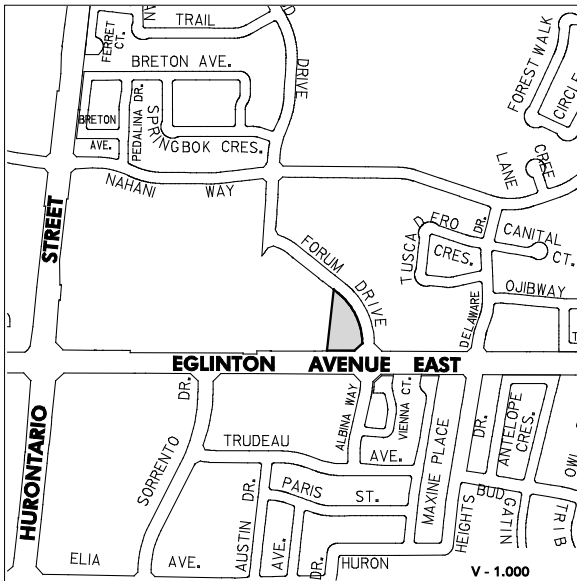 TRAIL
FERRET CT.
DRIVE
BRETON AVE.
FOREST WALK
CIRCLE
PEDALINA DR.
SPRINGBOK CRES.
BRETON
AVE.
NAHANI WAY
CREE
LANE
STREET
TUSCADERO
CRES.
DR.
CANITAL
CT.
FORUM DRIVE
OJIBWAY
DELAWARE
EGLINTON AVENUE EAST
DR.
SORRENTO
ALBINA WAY
VIENNA CT.
TRUDEAU
AVE.
HURONTARIO
MAXINE PLACE
DR.
ANTELOPE
CRES.
AUSTIN
DR.
PARIS ST.
HEIGHTS
BUD
GATIN
TRIB
ELIA AVE.
AVE.
DR.
HURON
V - 1.000